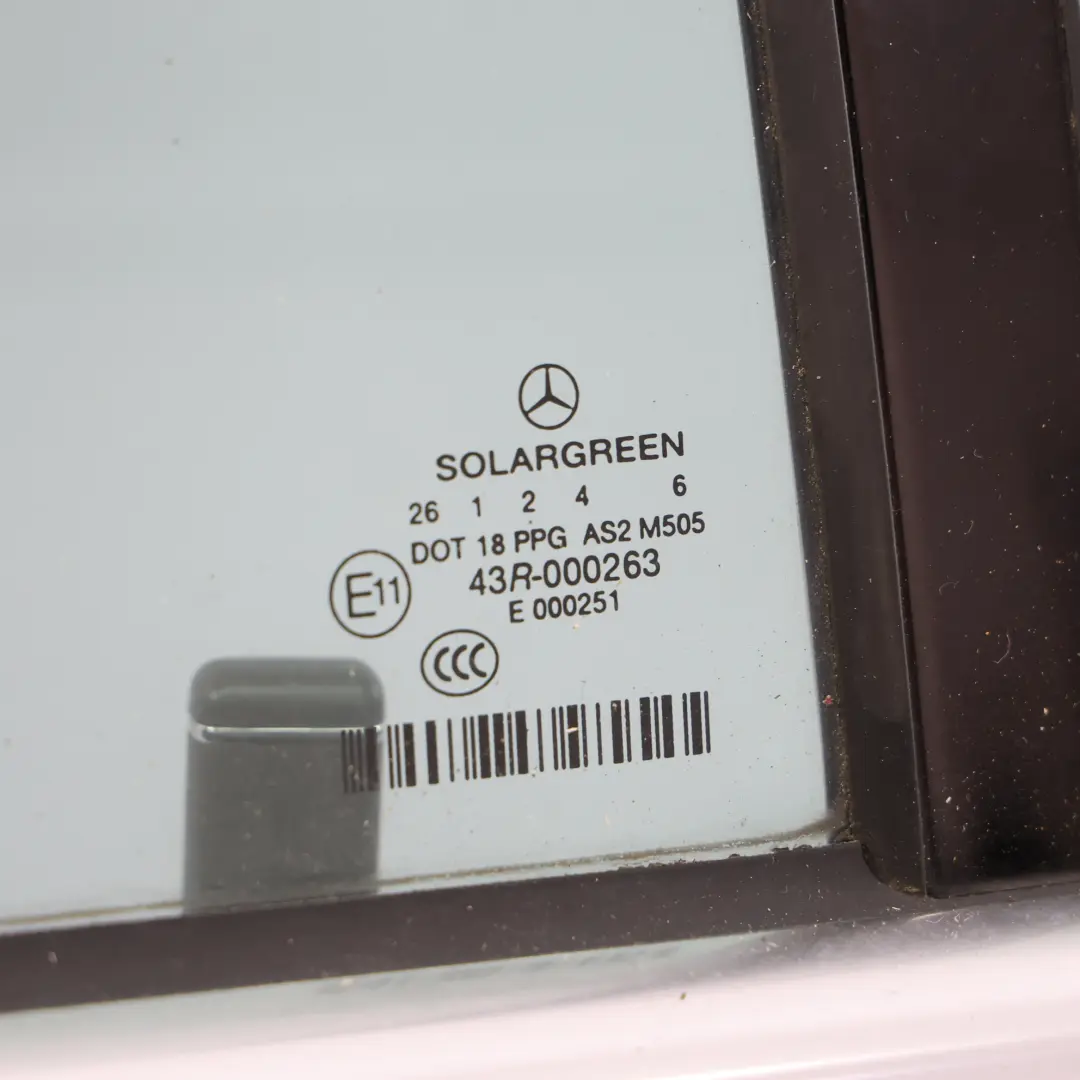 SOLARGREEN
26 1 2 4 6
DOT 18 PPG AS2 M505
43R-000263
E11
E 000251
CCC